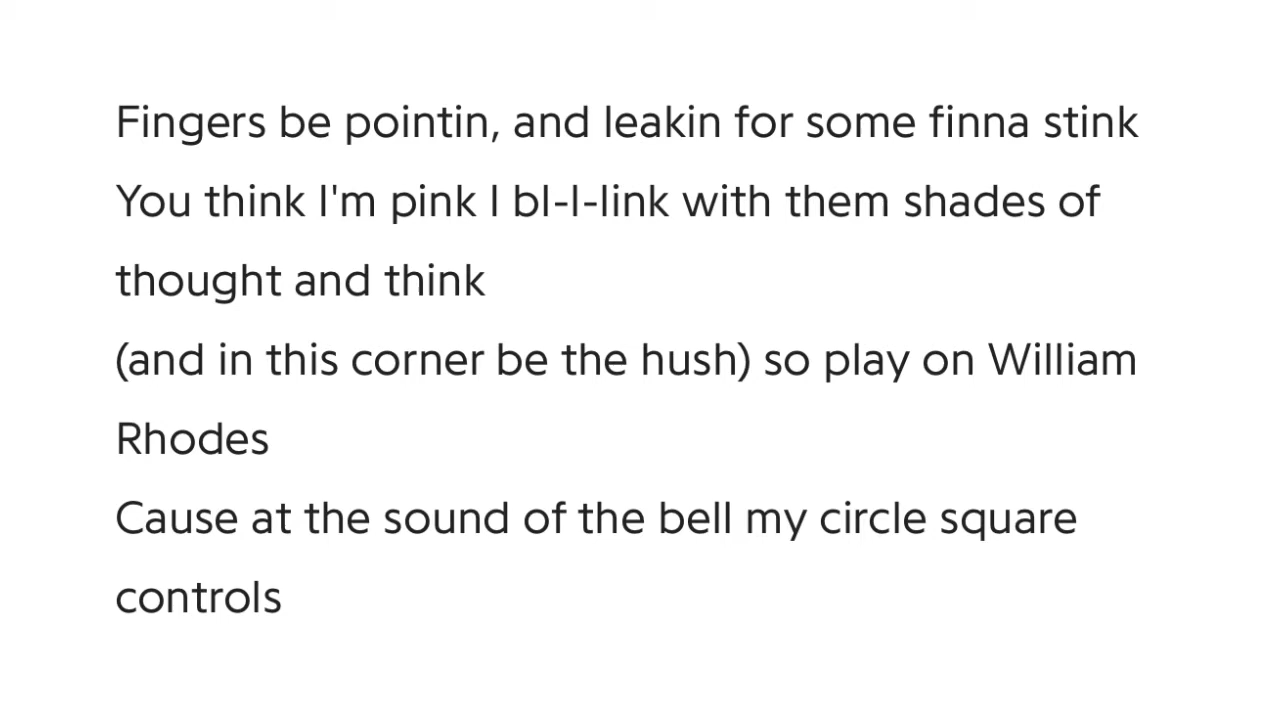 Fingers be pointin, and leakin for some finna stink
You think I'm pink I bl-l-link with them shades of
thought and think
(and in this corner be the hush) so play on William
Rhodes
Cause at the sound of the bell my circle square
controls